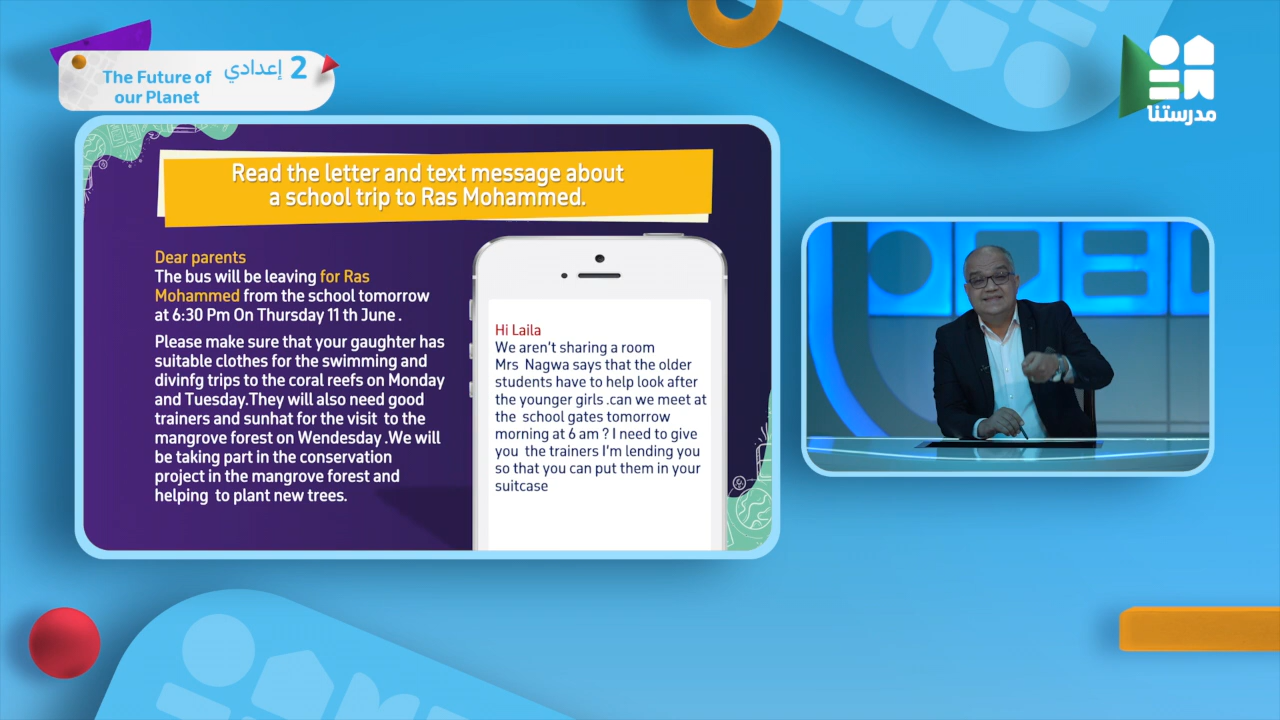 The Future of
our Planet
2 إعدادي
مدرستنا
Read the letter and text message about
a school trip to Ras Mohammed.
Dear parents
The bus will be leaving for Ras
Mohammed from the school tomorrow
at 6:30 Pm On Thursday 11 th June .
Please make sure that your gaughter has
suitable clothes for the swimming and
divinfg trips to the coral reefs on Monday
and Tuesday.They will also need good
trainers and sunhat for the visit to the
mangrove forest on Wendesday .We will
be taking part in the conservation
project in the mangrove forest and
helping to plant new trees.
Hi Laila
We aren't sharing a room
Mrs Nagwa says that the older
students have to help look after
the younger girls .can we meet at
the school gates tomorrow
morning at 6 am ? I need to give
you the trainers I'm lending you
so that you can put them in your
suitcase